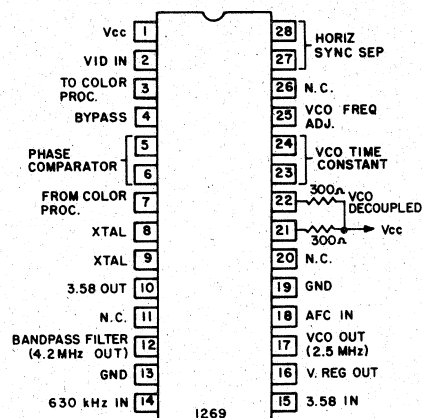 Vcc 1
VID IN 2
TO COLOR
PROC. 3
BYPASS 4
PHASE
COMPARATOR
5
6
FROM COLOR
PROC. 7
XTAL 8
XTAL 9
3.58 OUT 10
N.C. 11
BANDPASS FILTER
(4.2 MHz OUT) 12
GND 13
630 kHz IN 14
1269
28 HORIZ
27 SYNC SEP
26 N.C.
25 VCO FREQ
ADJ.
24 VCO TIME
23 CONSTANT
300Ω
22 VCO
DECOUPLED
21 Vcc
300Ω
20 N.C.
19 GND
18 AFC IN
17 VCO OUT
(2.5 MHz)
16 V. REG OUT
15 3.58 IN